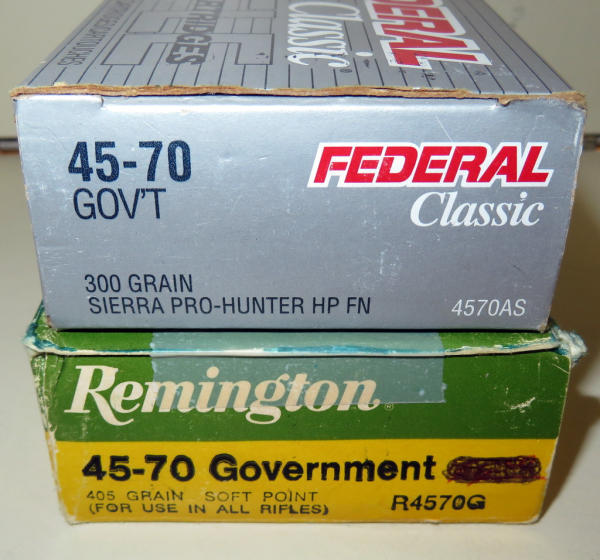 FEDERAL
Classic
45-70
GOV'T
FEDERAL
Classic
300 GRAIN
SIERRA PRO-HUNTER HP FN
4570AS
Remington®
45-70 Government
405 GRAIN SOFT POINT
(FOR USE IN ALL RIFLES)
R4570G